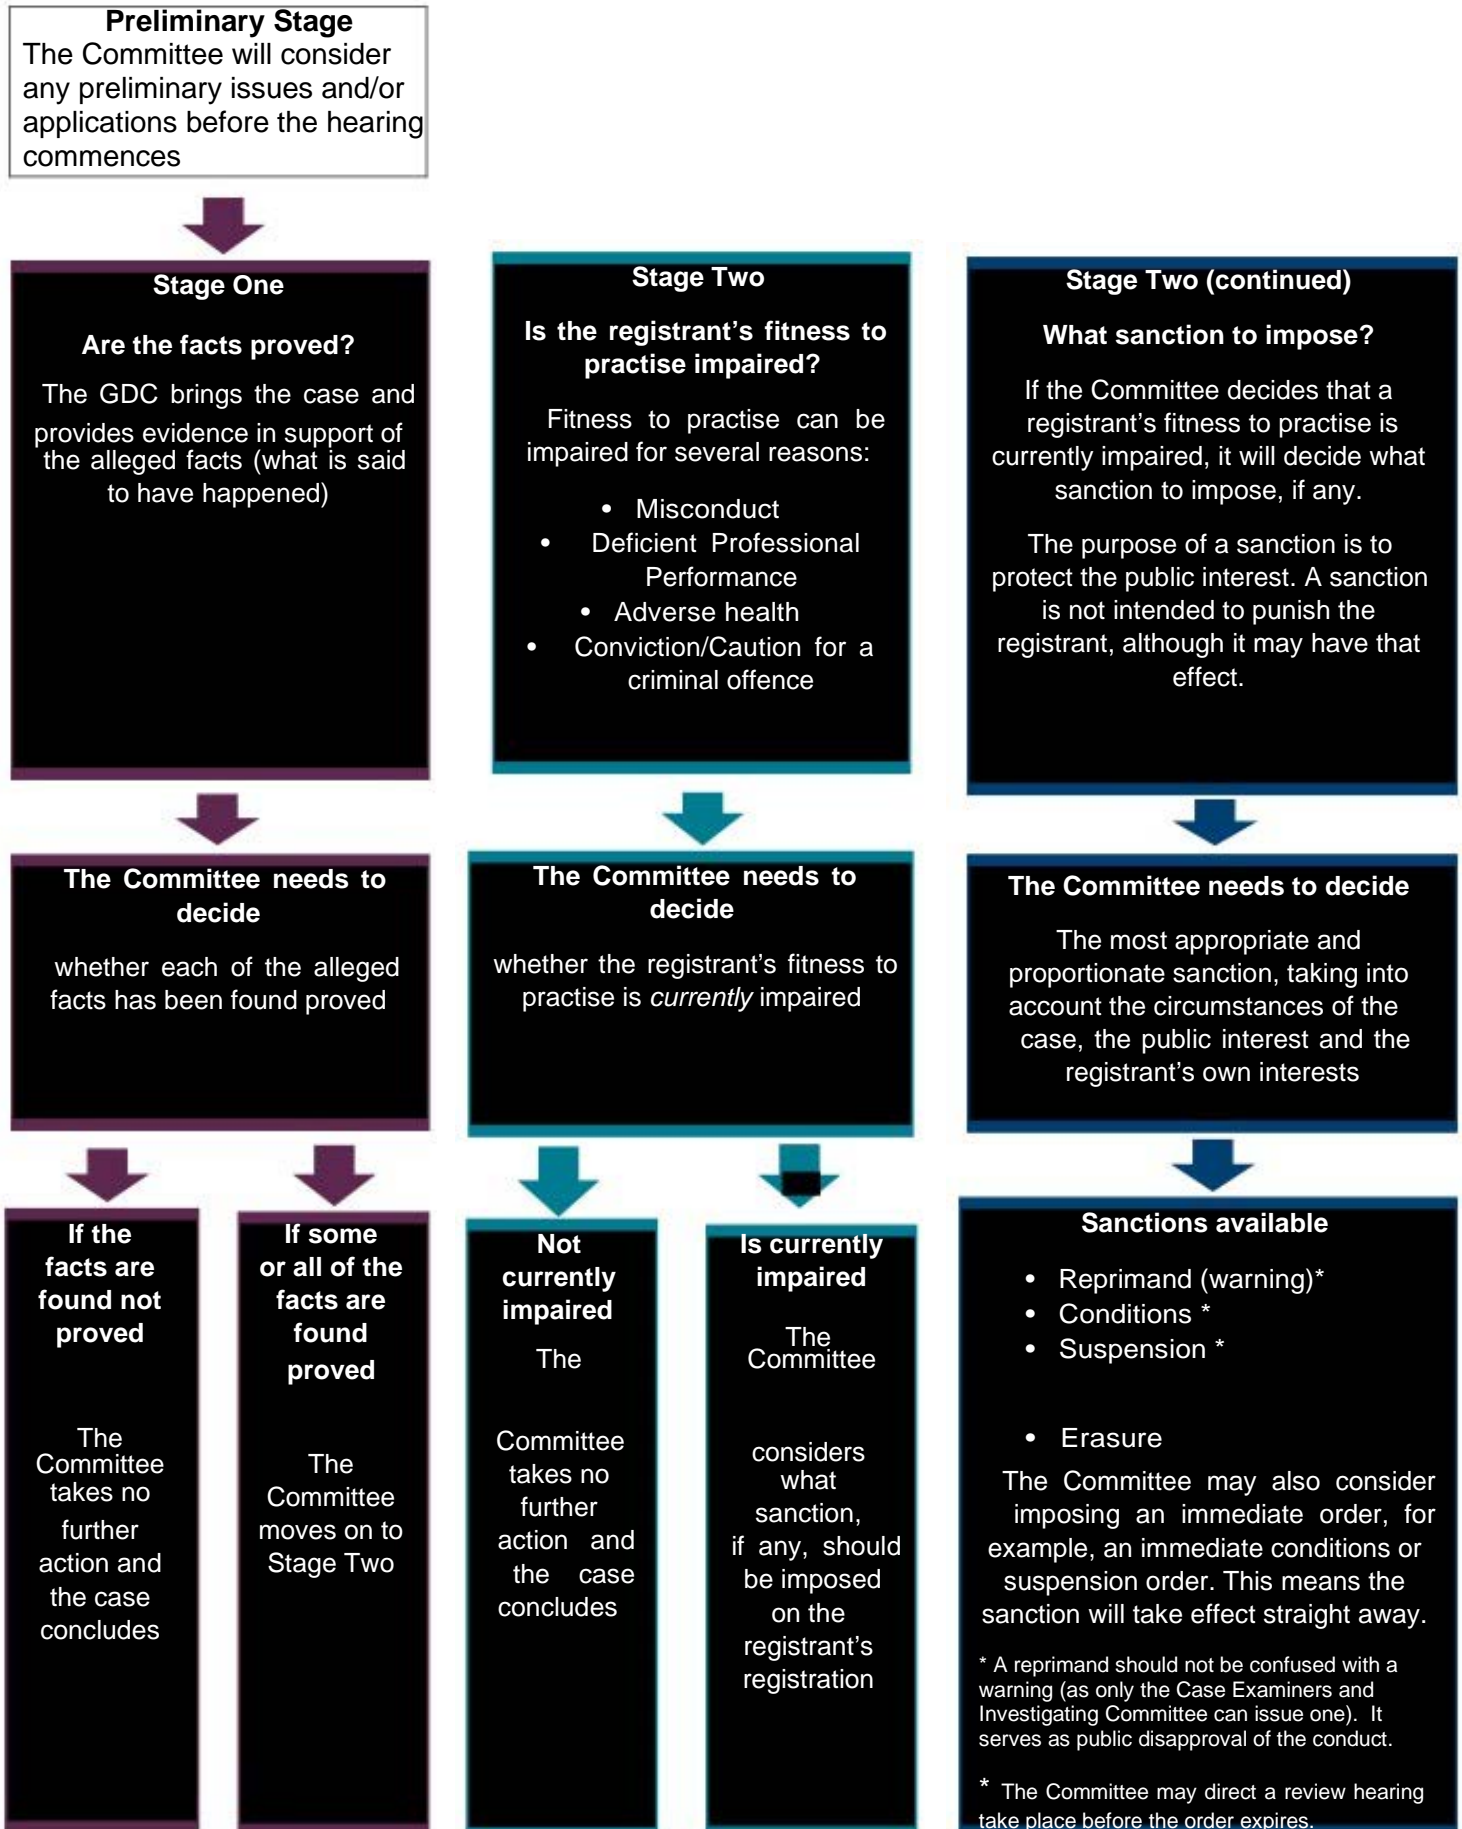 Preliminary Stage
The Committee will consider
any preliminary issues and/or
applications before the hearing
commences
Stage One
Are the facts proved?
The GDC brings the case and
provides evidence in support of
the alleged facts (what is said
to have happened)
The Committee needs to
decide
whether each of the alleged
facts has been found proved
If the
facts are
found not
proved
The
Committee
takes no
further
action and
the case
concludes
If some
or all of the
facts are
found
proved
The
Committee
moves on to
Stage Two
Stage Two
Is the registrant’s fitness to
practise impaired?
Fitness to practise can be
impaired for several reasons:
• Misconduct
• Deficient Professional
Performance
• Adverse health
• Conviction/Caution for a
criminal offence
The Committee needs to
decide
whether the registrant’s fitness to
practise is currently impaired
Not
currently
impaired
The
Committee
takes no
further
action and
the case
concludes
Is currently
impaired
The
Committee
considers
what
sanction,
if any, should
be imposed
on the
registrant’s
registration
Stage Two (continued)
What sanction to impose?
If the Committee decides that a
registrant’s fitness to practise is
currently impaired, it will decide what
sanction to impose, if any.
The purpose of a sanction is to
protect the public interest. A sanction
is not intended to punish the
registrant, although it may have that
effect.
The Committee needs to decide
The most appropriate and
proportionate sanction, taking into
account the circumstances of the
case, the public interest and the
registrant’s own interests
Sanctions available
• Reprimand (warning)*
• Conditions *
• Suspension *
• Erasure
The Committee may also consider
imposing an immediate order, for
example, an immediate conditions or
suspension order. This means the
sanction will take effect straight away.
* A reprimand should not be confused with a
warning (as only the Case Examiners and
Investigating Committee can issue one). It
serves as public disapproval of the conduct.
* The Committee may direct a review hearing
take place before the order expires.